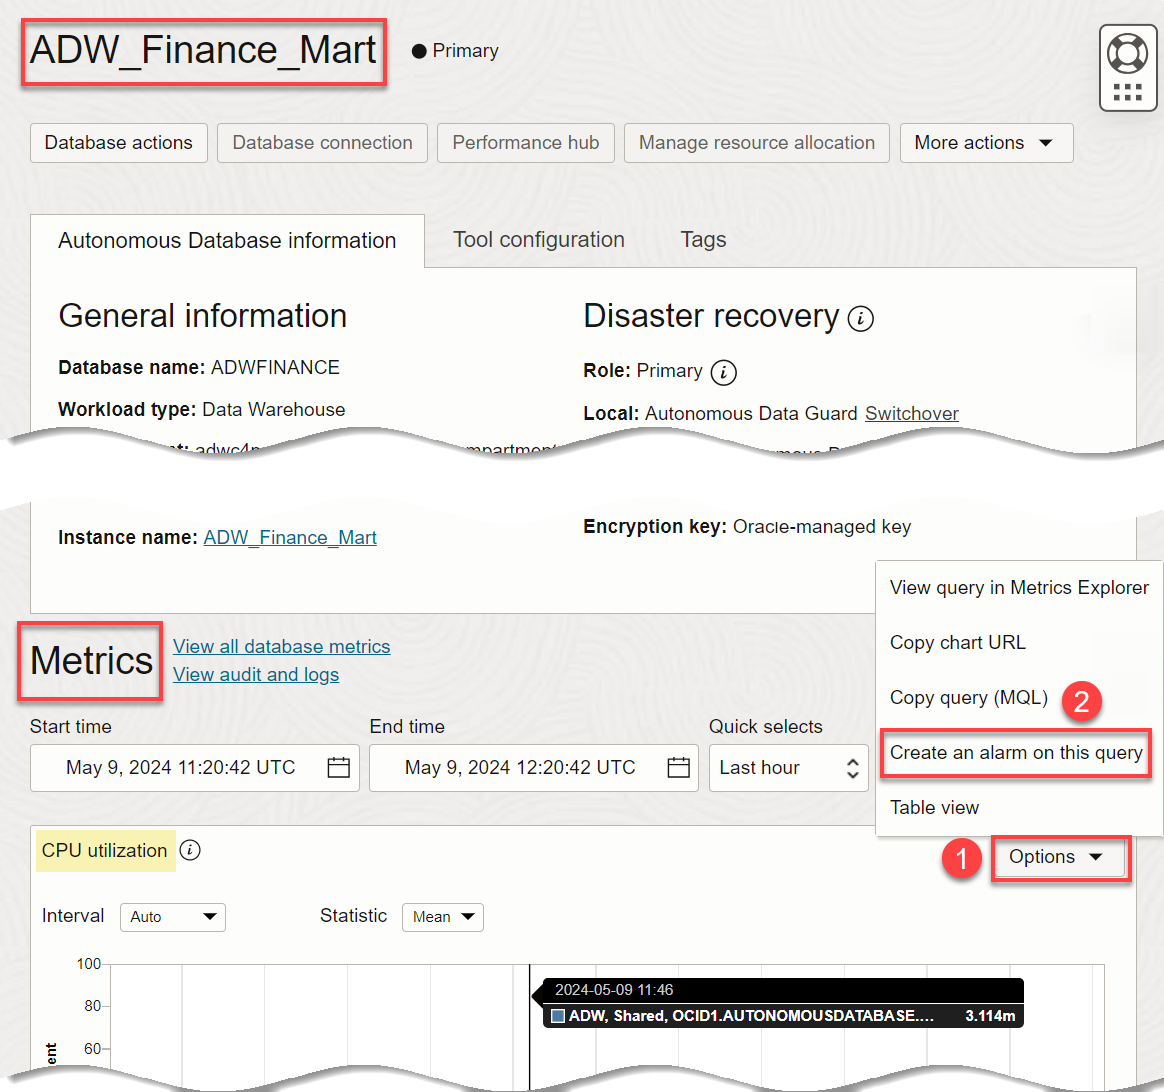 ADW_Finance_Mart
Primary
Database actions
Database connection
Performance hub
Manage resource allocation
More actions
Autonomous Database information
Tool configuration
Tags
General information
Database name: ADWFINANCE
Workload type: Data Warehouse
Disaster recovery
Role: Primary
Local: Autonomous Data Guard Switchover
Instance name: ADW_Finance_Mart
Encryption key: Oracle-managed key
View query in Metrics Explorer
Copy chart URL
Copy query (MQL)
2
Create an alarm on this query
Table view
Metrics
View all database metrics
View audit and logs
Start time
End time
Quick selects
May 9, 2024 11:20:42 UTC
May 9, 2024 12:20:42 UTC
Last hour
CPU utilization
1
Options
Interval
Auto
Statistic
Mean
100
80
60
2024-05-09 11:46
ADW, Shared, OCID1.AUTONOMOUSDATABASE.... 3.114m